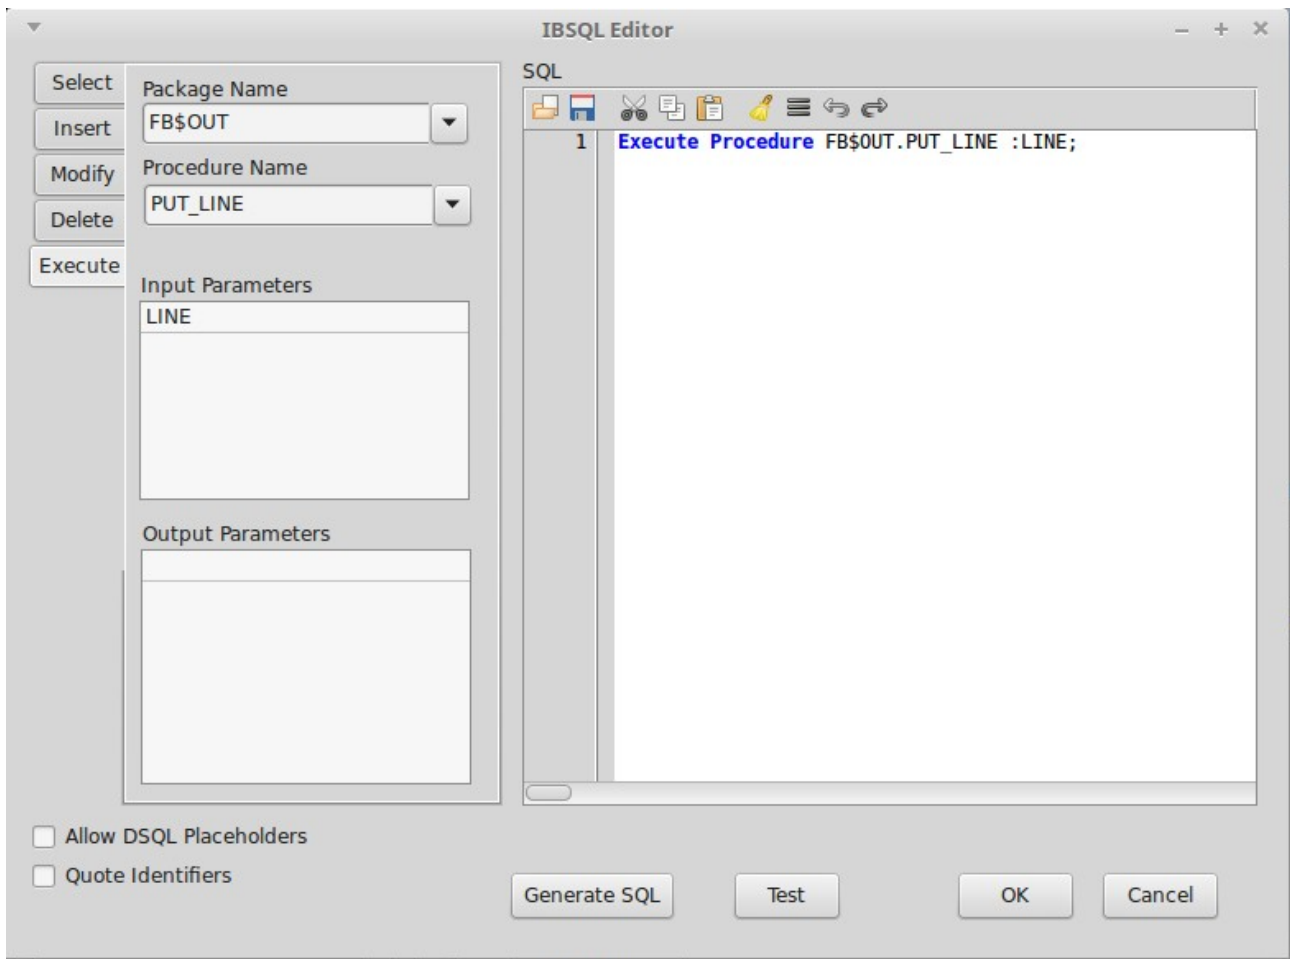 IBSQL Editor
Select
Insert
Modify
Delete
Execute
Package Name
FB$OUT
Procedure Name
PUT_LINE
Input Parameters
LINE
Output Parameters
SQL
1 Execute Procedure FB$OUT.PUT_LINE :LINE;
Allow DSQL Placeholders
Quote Identifiers
Generate SQL
Test
OK
Cancel